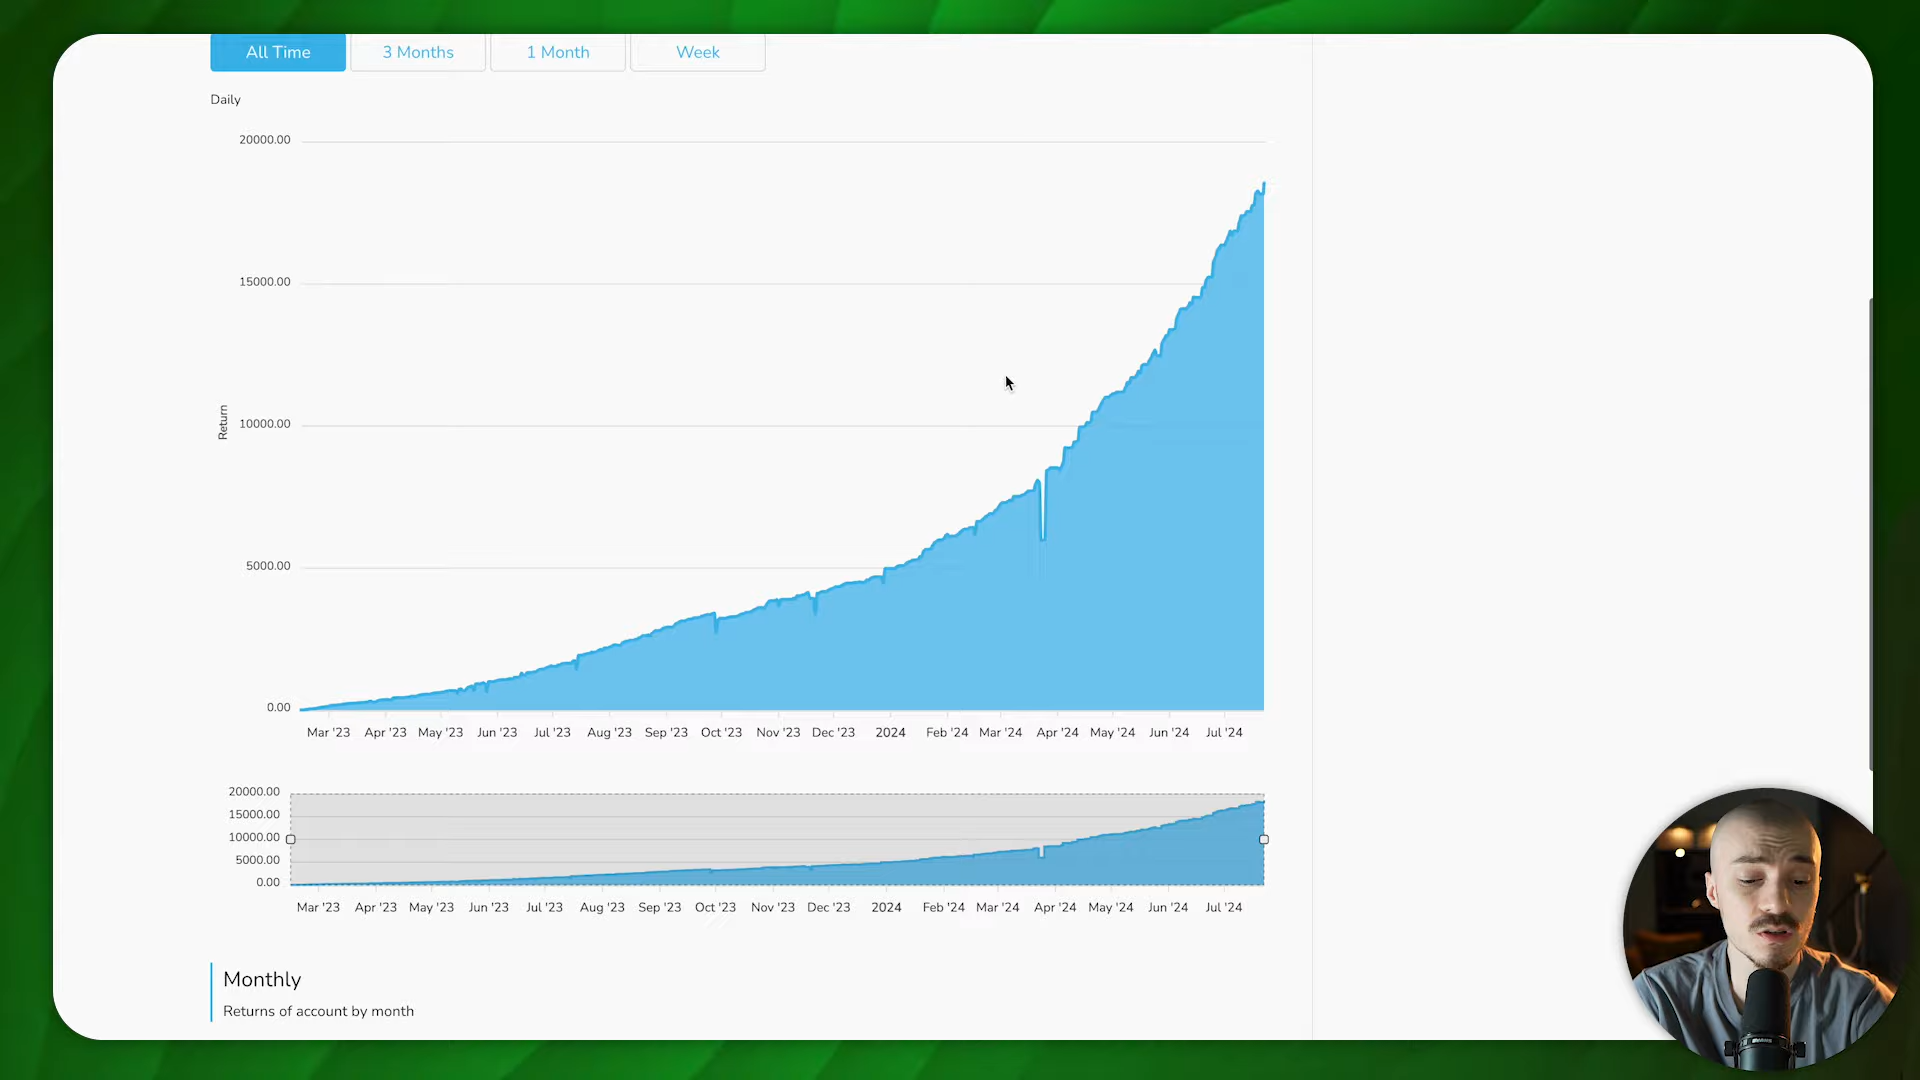 All Time 3 Months 1 Month Week
Daily
20000.00
15000.00
10000.00
5000.00
0.00
Return
Mar '23 Apr '23 May '23 Jun '23 Jul '23 Aug '23 Sep '23 Oct '23 Nov '23 Dec '23 2024 Feb '24 Mar '24 Apr '24 May '24 Jun '24 Jul '24
20000.00
15000.00
10000.00
5000.00
0.00
Mar '23 Apr '23 May '23 Jun '23 Jul '23 Aug '23 Sep '23 Oct '23 Nov '23 Dec '23 2024 Feb '24 Mar '24 Apr '24 May '24 Jun '24 Jul '24
Monthly
Returns of account by month